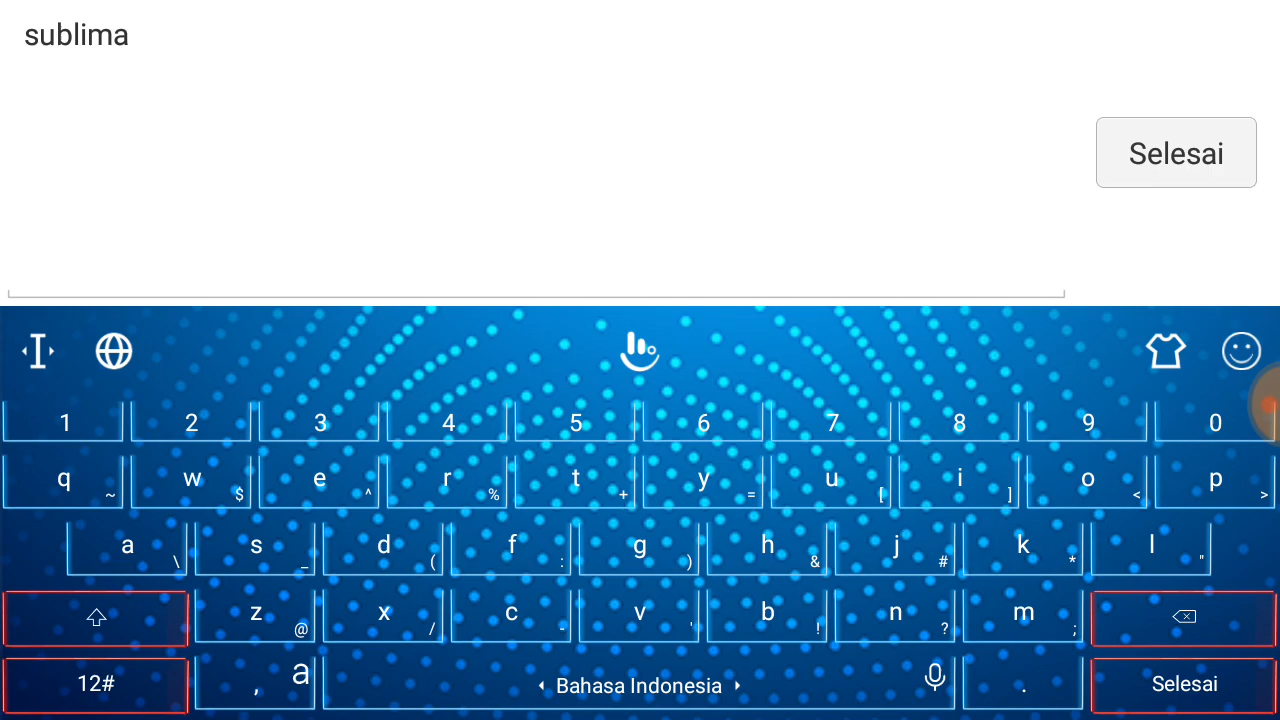 sublima
Selesai
1 2 3 4 5 6 7 8 9 0
q ~ w $ e ^ r % t + y = u [ i ] o < p >
a \ s _ d ( f : g ) h & j # k * l "
z @ x / c - v ' b ! n ? m ;
12# , a Bahasa Indonesia . Selesai